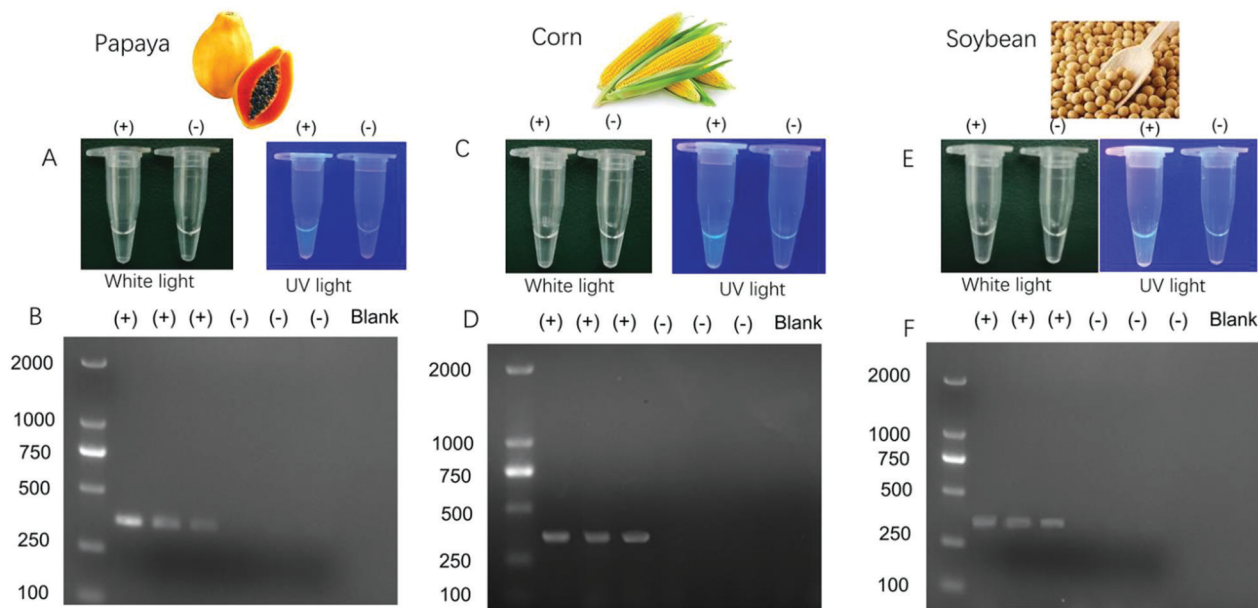 Papaya
Corn
Soybean
(+) (-) (+) (-)
(+) (-) (+) (-)
(+) (-) (+) (-)
A
C
E
White light
UV light
White light
UV light
White light
UV light
B
(+) (+) (+) (-) (-) (-) Blank
2000
1000
750
500
250
100
D
(+) (+) (+) (-) (-) (-) Blank
2000
1000
750
500
250
100
F
(+) (+) (+) (-) (-) (-) Blank
2000
1000
750
500
250
100